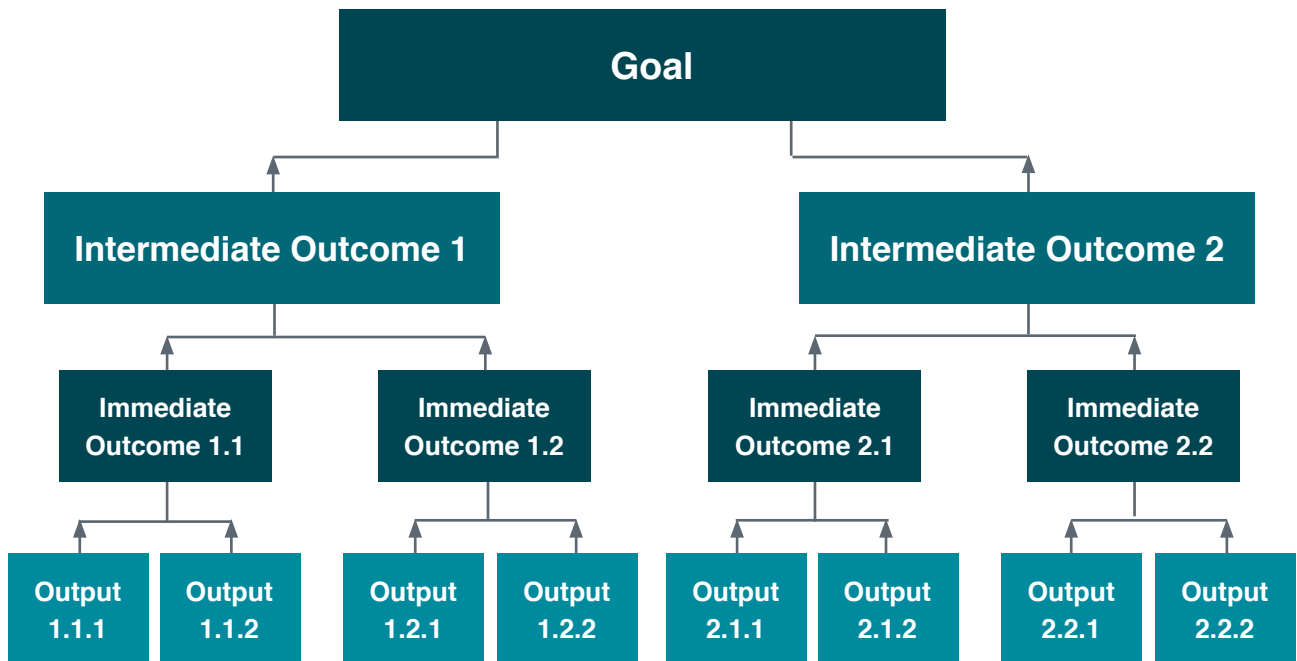 Goal
Intermediate Outcome 1
Intermediate Outcome 2
Immediate
Outcome 1.1
Immediate
Outcome 1.2
Immediate
Outcome 2.1
Immediate
Outcome 2.2
Output
1.1.1
Output
1.1.2
Output
1.2.1
Output
1.2.2
Output
2.1.1
Output
2.1.2
Output
2.2.1
Output
2.2.2